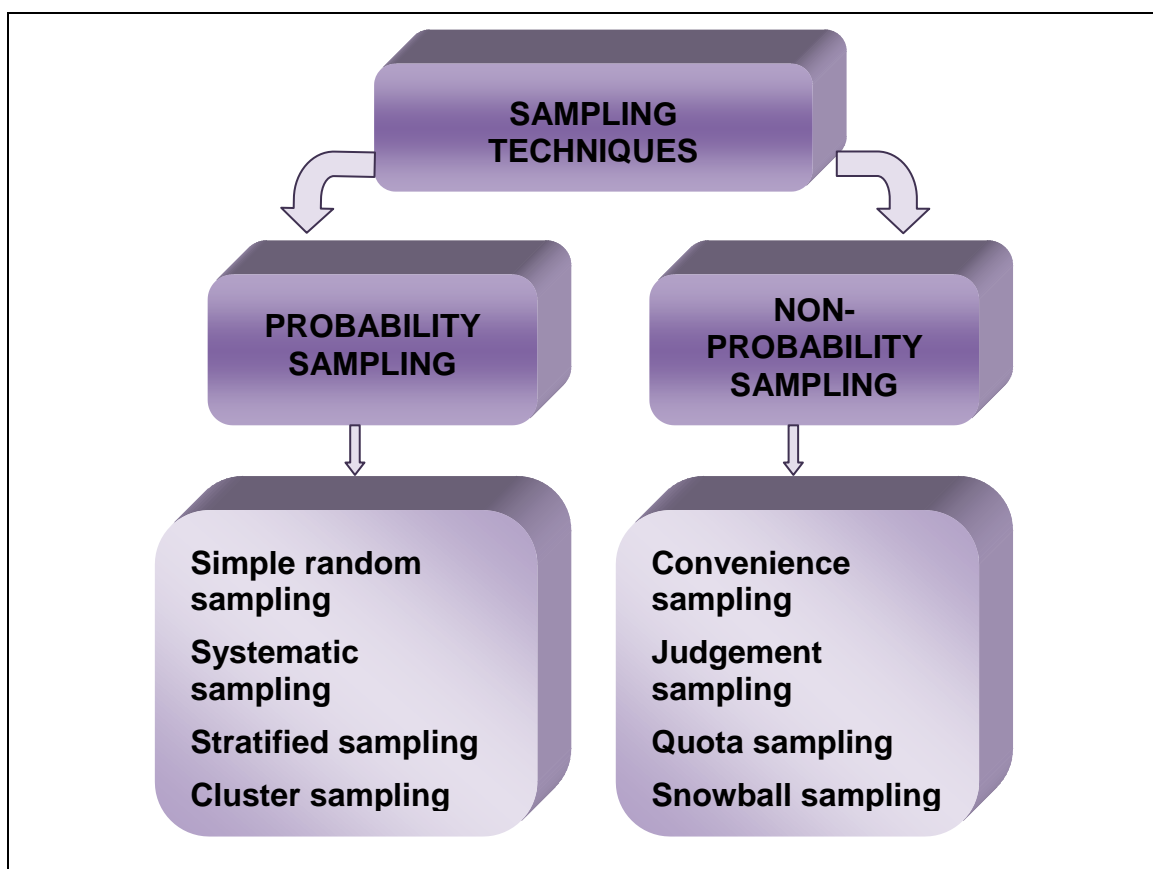 SAMPLING
TECHNIQUES
PROBABILITY
SAMPLING
NON-
PROBABILITY
SAMPLING
Simple random
sampling
Systematic
sampling
Stratified sampling
Cluster sampling
Convenience
sampling
Judgement
sampling
Quota sampling
Snowball sampling